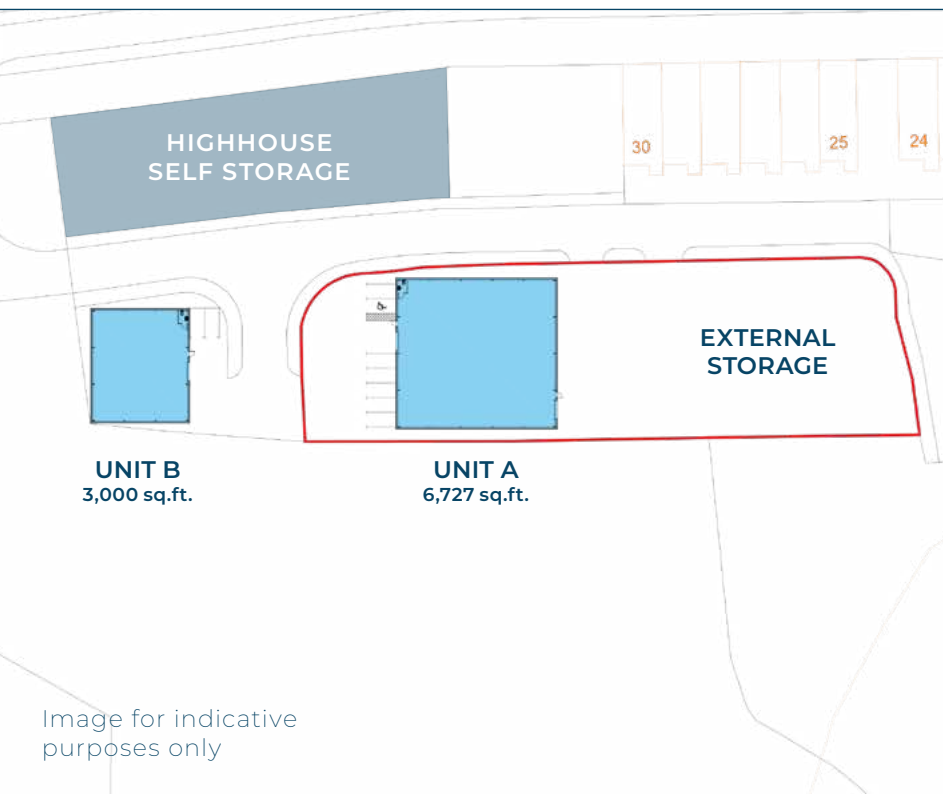 HIGHHOUSE
SELF STORAGE
30
25
24
EXTERNAL
STORAGE
UNIT B
3,000 sq.ft.
UNIT A
6,727 sq.ft.
Image for indicative
purposes only